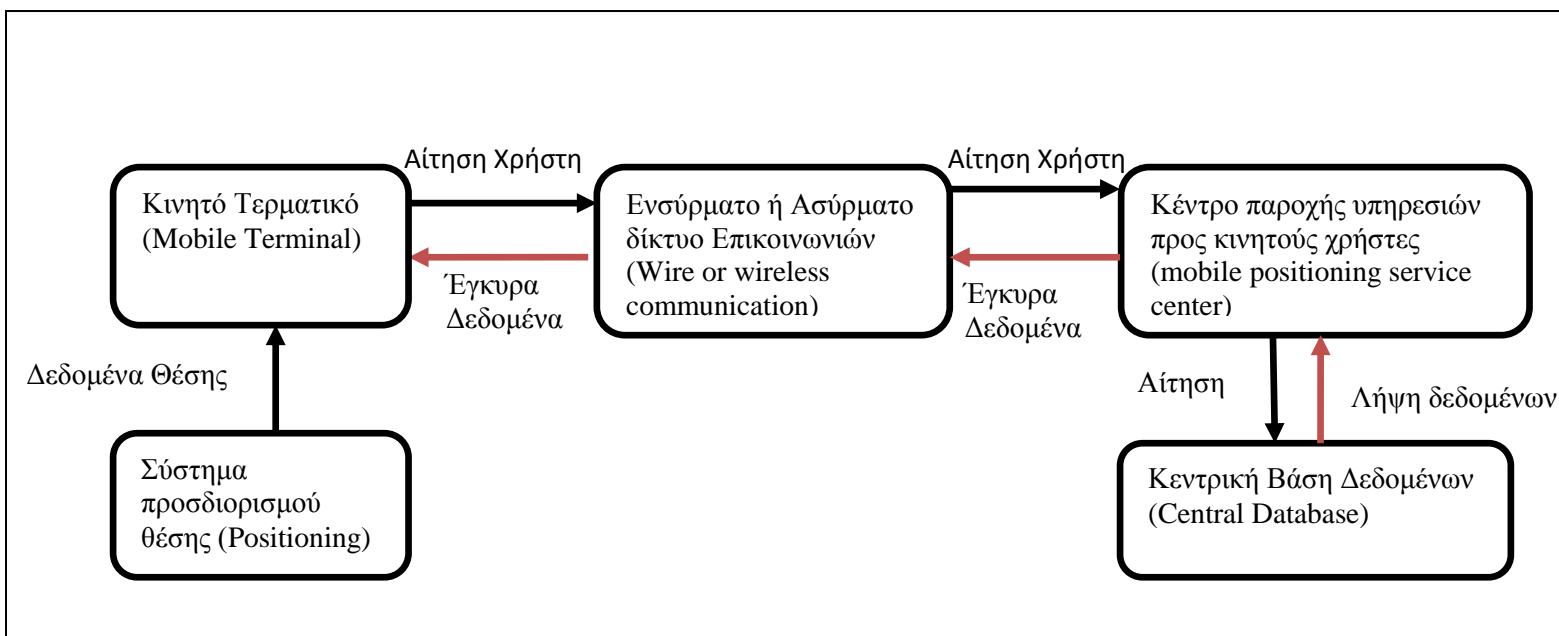 Αίτηση Χρήστη
Αίτηση Χρήστη
Κινητό Τερματικό
(Mobile Terminal)
Ενσύρματο ή Ασύρματο
δίκτυο Επικοινωνιών
(Wire or wireless
communication)
Κέντρο παροχής υπηρεσιών
προς κινητούς χρήστες
(mobile positioning service
center)
Έγκυρα
Δεδομένα
Έγκυρα
Δεδομένα
Δεδομένα Θέσης
Αίτηση
Λήψη δεδομένων
Σύστημα
προσδιορισμού
θέσης (Positioning)
Κεντρική Βάση Δεδομένων
(Central Database)